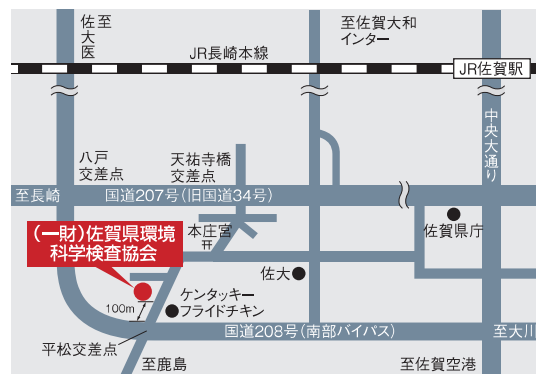 至
佐
大
医
JR長崎本線
至佐賀大和
インター
JR佐賀駅
中央大通り
八戸
交差点
天祐寺橋
交差点
至長崎
国道207号(旧国道34号)
(一財)佐賀県環境
科学検査協会
本庄宮
佐賀県庁
佐大
100m
ケンタッキー
フライドチキン
国道208号(南部バイパス)
至大川
平松交差点
至鹿島
至佐賀空港